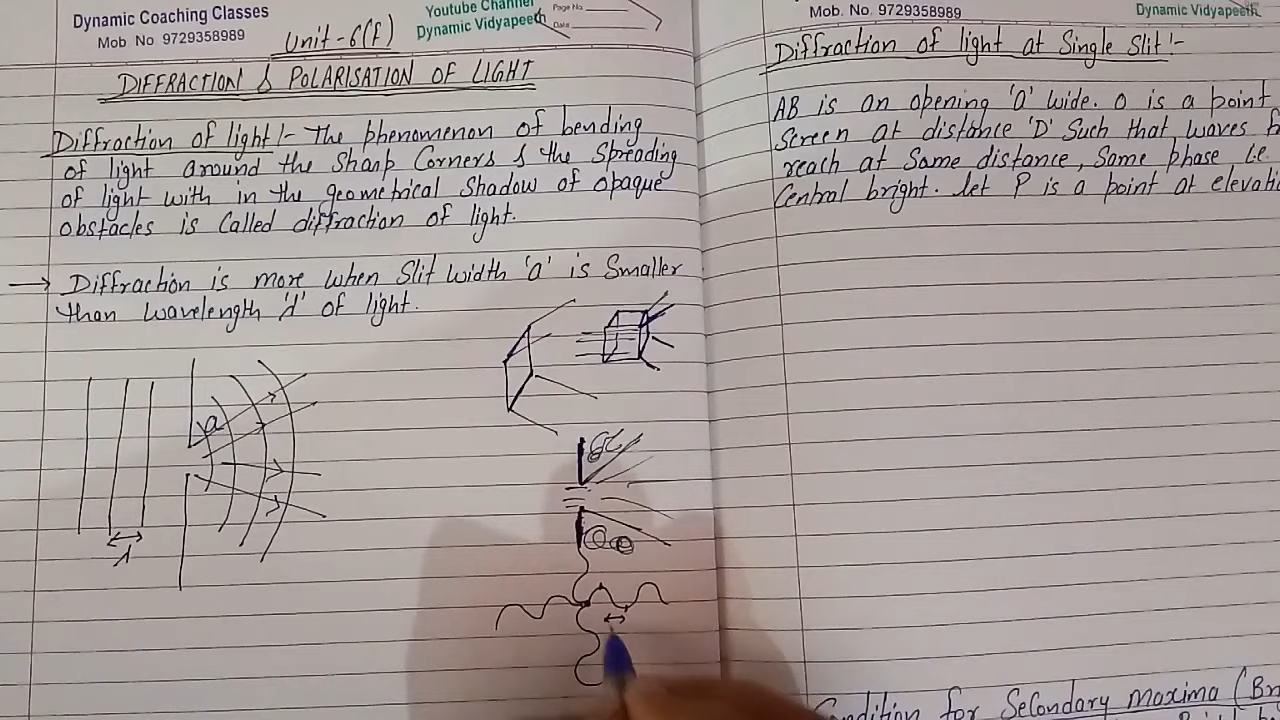 Dynamic Coaching Classes
Mob No 9729358989
Youtube Channel
Dynamic Vidyapeeth
Page No.
Date
Unit-6(F)
DIFFRACTION & POLARISATION OF LIGHT
Diffraction of light :- The phenomenon of bending
of light around the sharp corners & the spreading
of light with in the geometrical shadow of opaque
obstacles is called diffraction of light.
→ Diffraction is more when slit width 'a' is smaller
than wavelength 'λ' of light.
a
λ
Mob. No. 9729358989
Dynamic Vidyapeeth
Diffraction of light at Single Slit :-
AB is an opening 'a' wide. O is a point
Screen at distance 'D' Such that waves
reach at Same distance, Same phase, i.e.
Central bright. let P is a point at
Condition for Secondary maxima